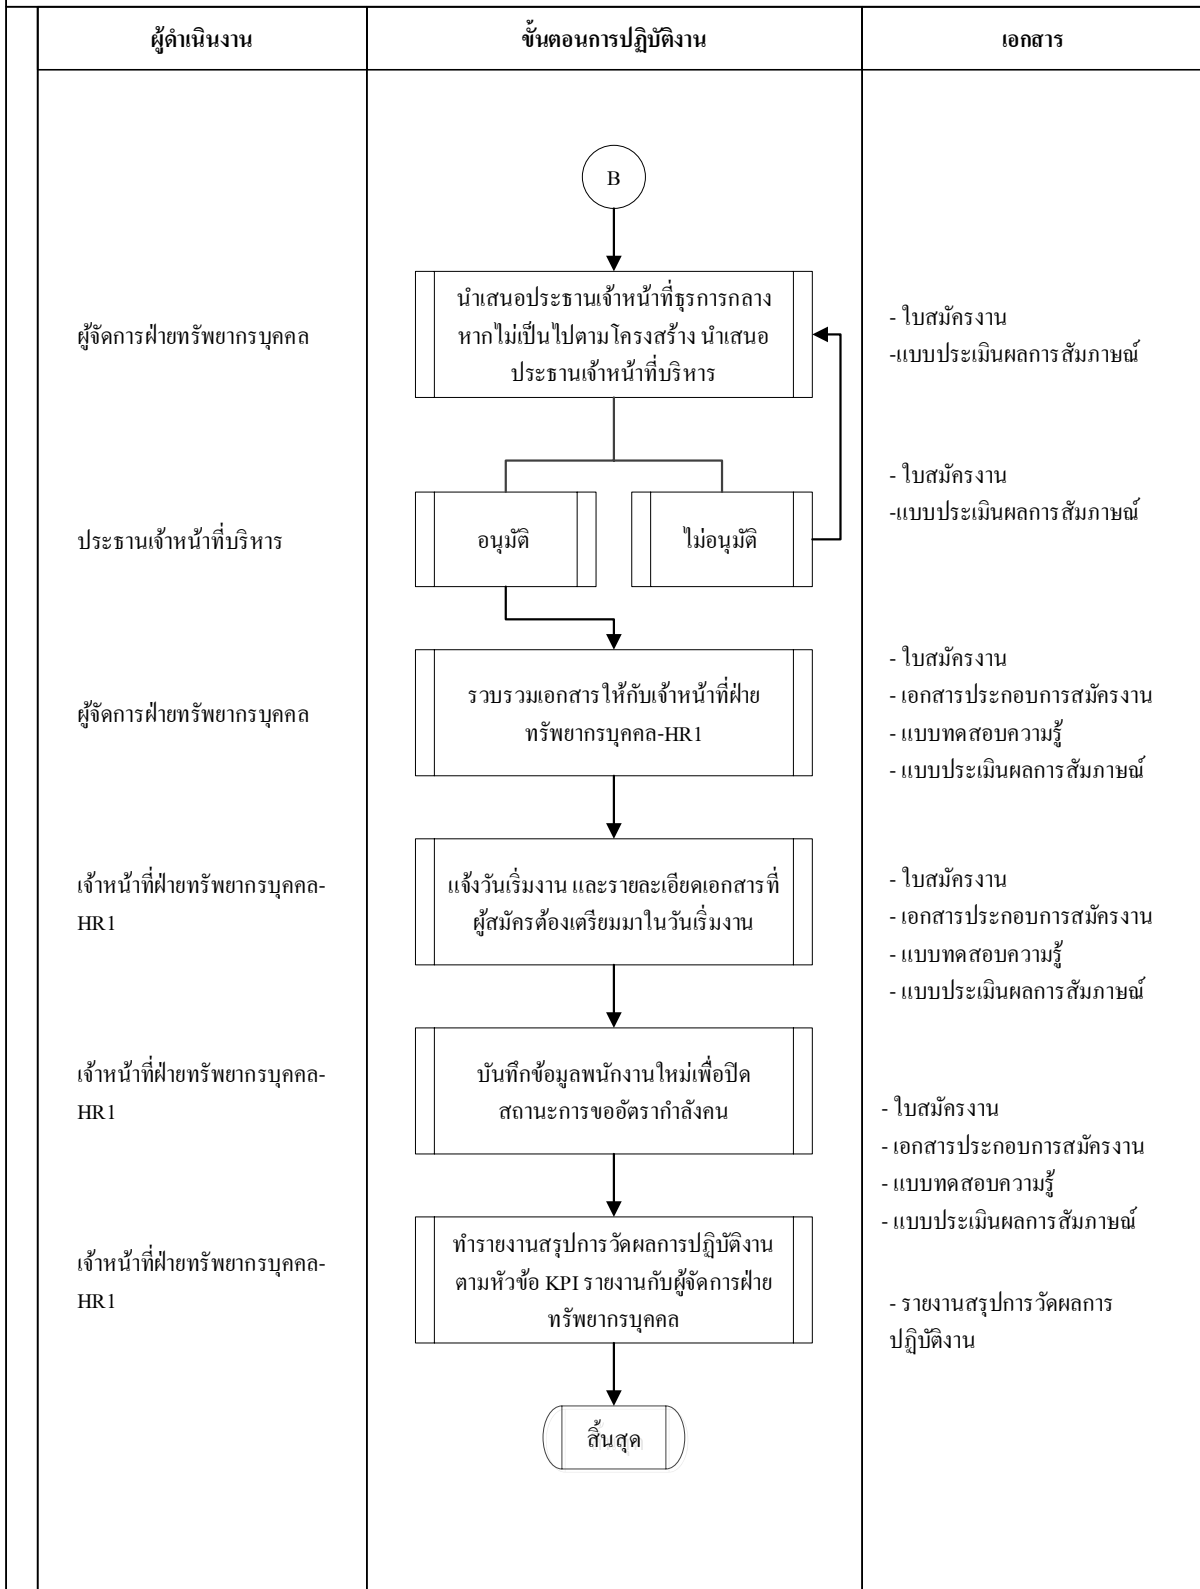 ผู้ดำเนินงาน
ขั้นตอนการปฏิบัติงาน
เอกสาร
B
ผู้จัดการฝ่ายทรัพยากรบุคคล
นำเสนอประธานเจ้าหน้าที่ธุรการกลาง
หากไม่เป็นไปตามโครงสร้าง นำเสนอ
ประธานเจ้าหน้าที่บริหาร
- ใบสมัครงาน
-แบบประเมินผลการสัมภาษณ์
ประธานเจ้าหน้าที่บริหาร
อนุมัติ
ไม่อนุมัติ
- ใบสมัครงาน
-แบบประเมินผลการสัมภาษณ์
ผู้จัดการฝ่ายทรัพยากรบุคคล
รวบรวมเอกสารให้กับเจ้าหน้าที่ฝ่าย
ทรัพยากรบุคคล-HR1
- ใบสมัครงาน
- เอกสารประกอบการสมัครงาน
- แบบทดสอบความรู้
- แบบประเมินผลการสัมภาษณ์
เจ้าหน้าที่ฝ่ายทรัพยากรบุคคล-
HR1
แจ้งวันเริ่มงาน และรายละเอียดเอกสารที่
ผู้สมัครต้องเตรียมมาในวันเริ่มงาน
- ใบสมัครงาน
- เอกสารประกอบการสมัครงาน
- แบบทดสอบความรู้
- แบบประเมินผลการสัมภาษณ์
เจ้าหน้าที่ฝ่ายทรัพยากรบุคคล-
HR1
บันทึกข้อมูลพนักงานใหม่เพื่อปิด
สถานะการขออัตรากำลังคน
- ใบสมัครงาน
- เอกสารประกอบการสมัครงาน
- แบบทดสอบความรู้
- แบบประเมินผลการสัมภาษณ์
เจ้าหน้าที่ฝ่ายทรัพยากรบุคคล-
HR1
ทำรายงานสรุปการวัดผลการปฏิบัติงาน
ตามหัวข้อ KPI รายงานกับผู้จัดการฝ่าย
ทรัพยากรบุคคล
- รายงานสรุปการวัดผลการ
ปฏิบัติงาน
สิ้นสุด